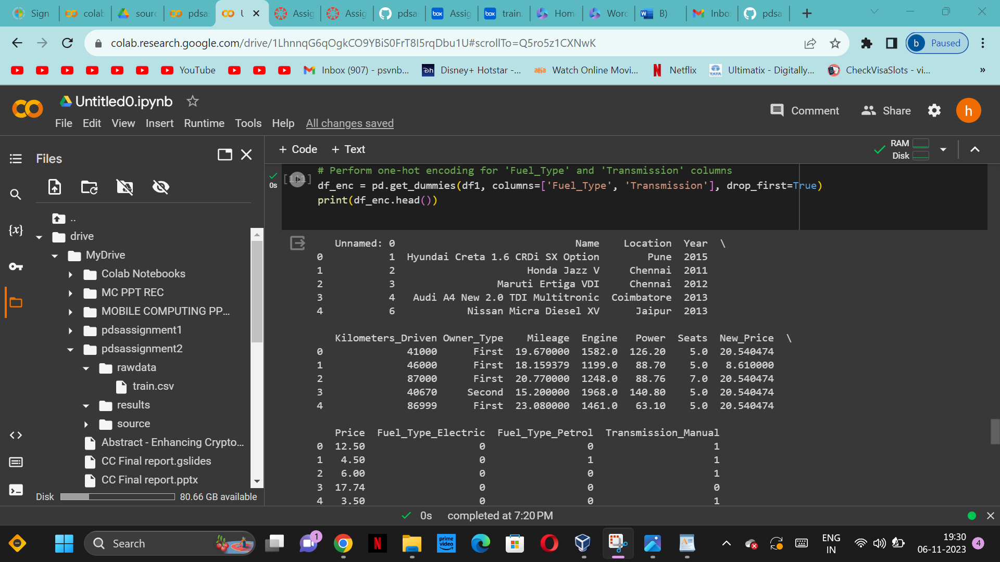 Sign
colab
sour
pdsa
U
Assig
Assig
pdsa
box
Assig
box
train.
Hom
Word
B)
Inbo
pdsa
colab.research.google.com/drive/1LhnnqG6qOgkCO9YBiS0FrT8I5rqDbu1U#scrollTo=Q5ro5z1CXNwK
b Paused
YouTube
Inbox (907) - psvnb...
Disney+ Hotstar -...
Watch Online Movi...
Netflix
Ultimatix - Digitally...
CheckVisaSlots - vi...
»
Untitled0.ipynb
Comment
Share
h
File Edit View Insert Runtime Tools Help All changes saved
Files
+ Code + Text
RAM
Disk
..
drive
MyDrive
Colab Notebooks
MC PPT REC
MOBILE COMPUTING PP...
pdsassignment1
pdsassignment2
rawdata
train.csv
results
source
Abstract - Enhancing Crypto...
CC Final report.gslides
CC Final report.pptx
Disk 80.66 GB available
0s
# Perform one-hot encoding for 'Fuel_Type' and 'Transmission' columns
df_enc = pd.get_dummies(df1, columns=['Fuel_Type', 'Transmission'], drop_first=True)
print(df_enc.head())
Unnamed: 0 Name Location Year \
0 1 Hyundai Creta 1.6 CRDi SX Option Pune 2015
1 2 Honda Jazz V Chennai 2011
2 3 Maruti Ertiga VDI Chennai 2012
3 4 Audi A4 New 2.0 TDI Multitronic Coimbatore 2013
4 6 Nissan Micra Diesel XV Jaipur 2013
Kilometers_Driven Owner_Type Mileage Engine Power Seats New_Price \
0 41000 First 19.670000 1582.0 126.20 5.0 20.540474
1 46000 First 18.159379 1199.0 88.70 5.0 8.610000
2 87000 First 20.770000 1248.0 88.76 7.0 20.540474
3 40670 Second 15.200000 1968.0 140.80 5.0 20.540474
4 86999 First 23.080000 1461.0 63.10 5.0 20.540474
Price Fuel_Type_Electric Fuel_Type_Petrol Transmission_Manual
0 12.50 0 0 1
1 4.50 0 1 1
2 6.00 0 0 1
3 17.74 0 0 0
4 3.50 0 0 1
0s completed at 7:20 PM
Search
1
prime video
ENG
IN
19:30
06-11-2023
4